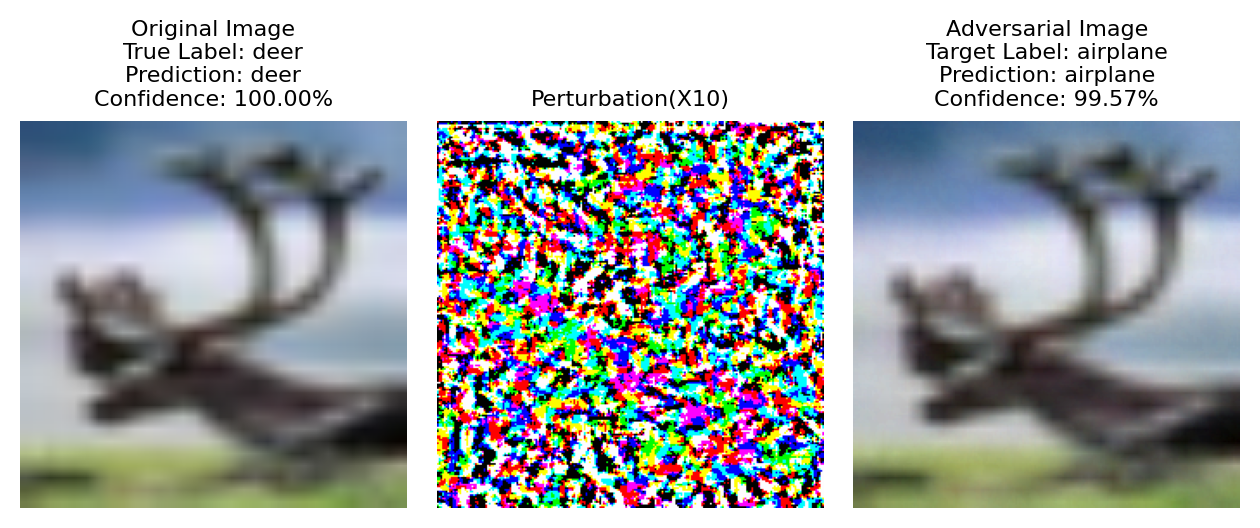 Original Image
True Label: deer
Prediction: deer
Confidence: 100.00%
Perturbation(X10)
Adversarial Image
Target Label: airplane
Prediction: airplane
Confidence: 99.57%